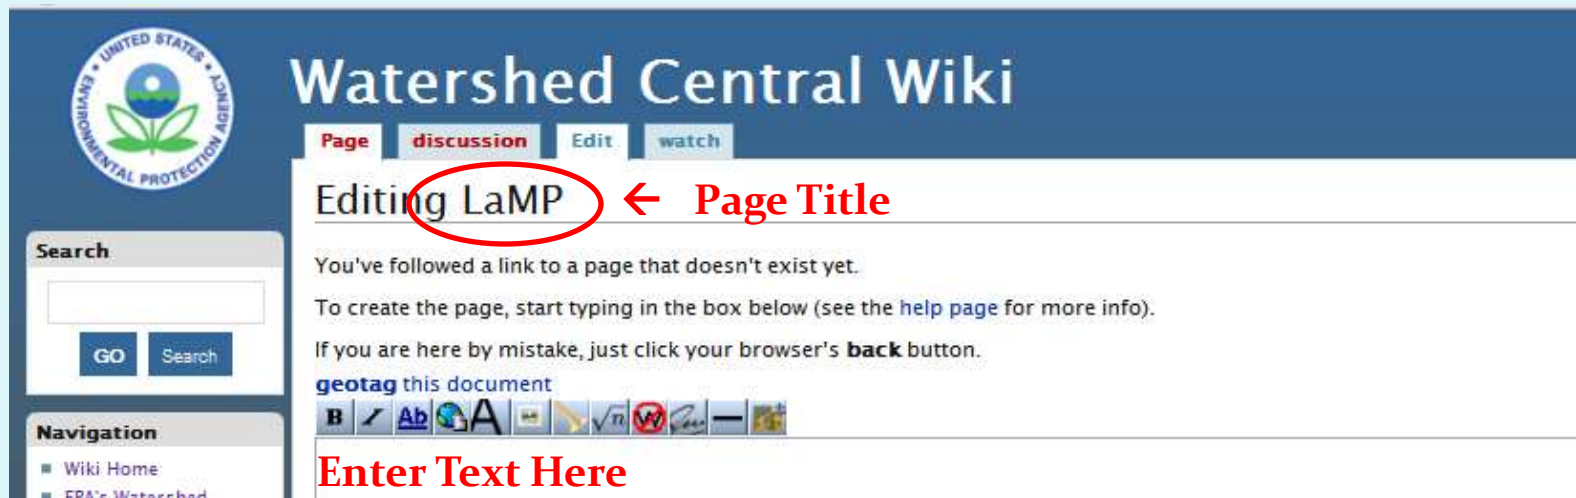 UNITED STATES
ENVIRONMENTAL PROTECTION AGENCY
Watershed Central Wiki
Page discussion Edit watch
Editing LaMP ← Page Title
Search
You've followed a link to a page that doesn't exist yet.
To create the page, start typing in the box below (see the help page for more info).
GO Search
If you are here by mistake, just click your browser's back button.
geotag this document
B I Ab A √n W
Navigation
Enter Text Here
Wiki Home
EPA's Watershed